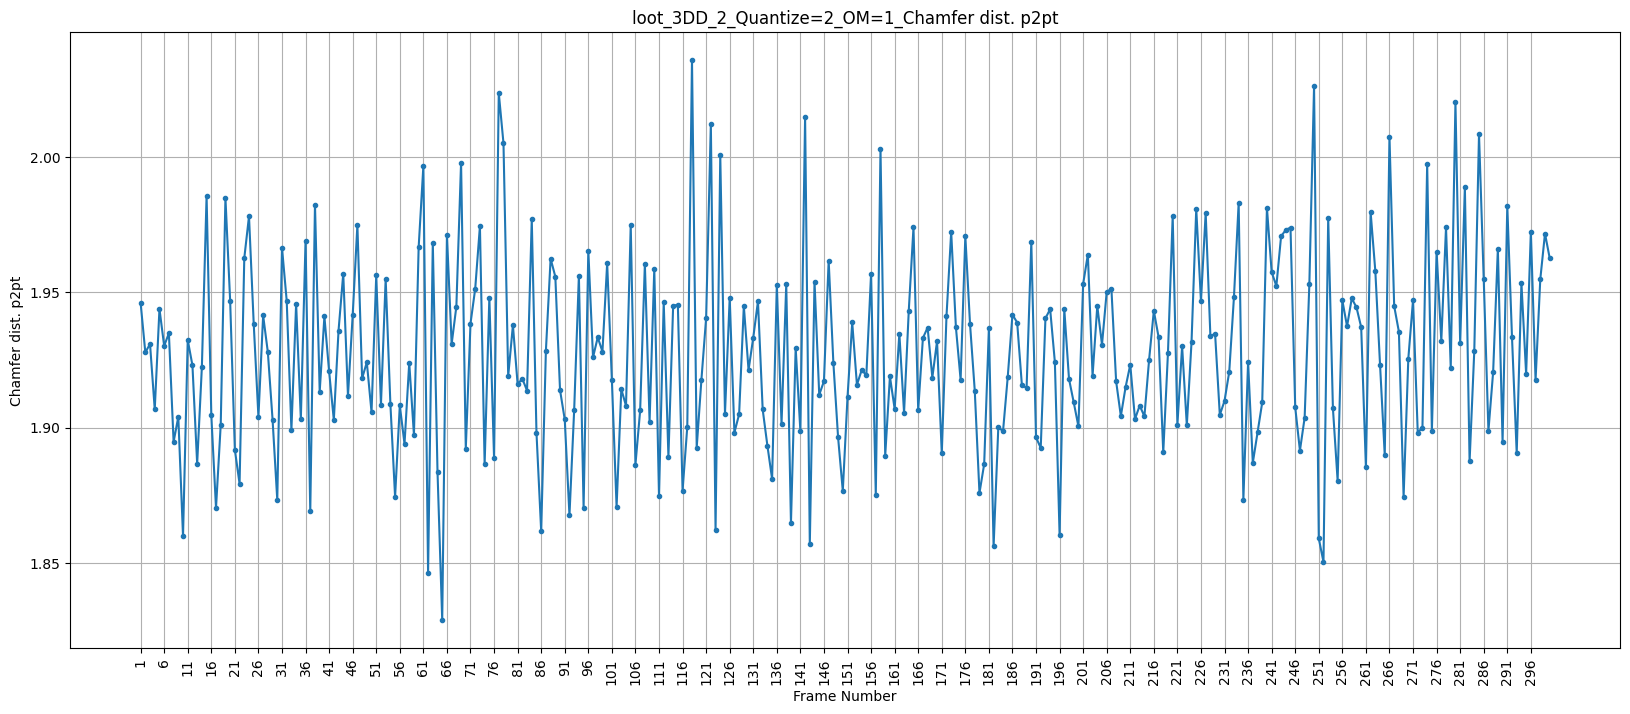 loot_3DD_2_Quantize=2_OM=1_Chamfer dist. p2pt
Chamfer dist. p2pt
2.00
1.95
1.90
1.85
1 6 11 16 21 26 31 36 41 46 51 56 61 66 71 76 81 86 91 96 101 106 111 116 121 126 131 136 141 146 151 156 161 166 171 176 181 186 191 196 201 206 211 216 221 226 231 236 241 246 251 256 261 266 271 276 281 286 291 296
Frame Number